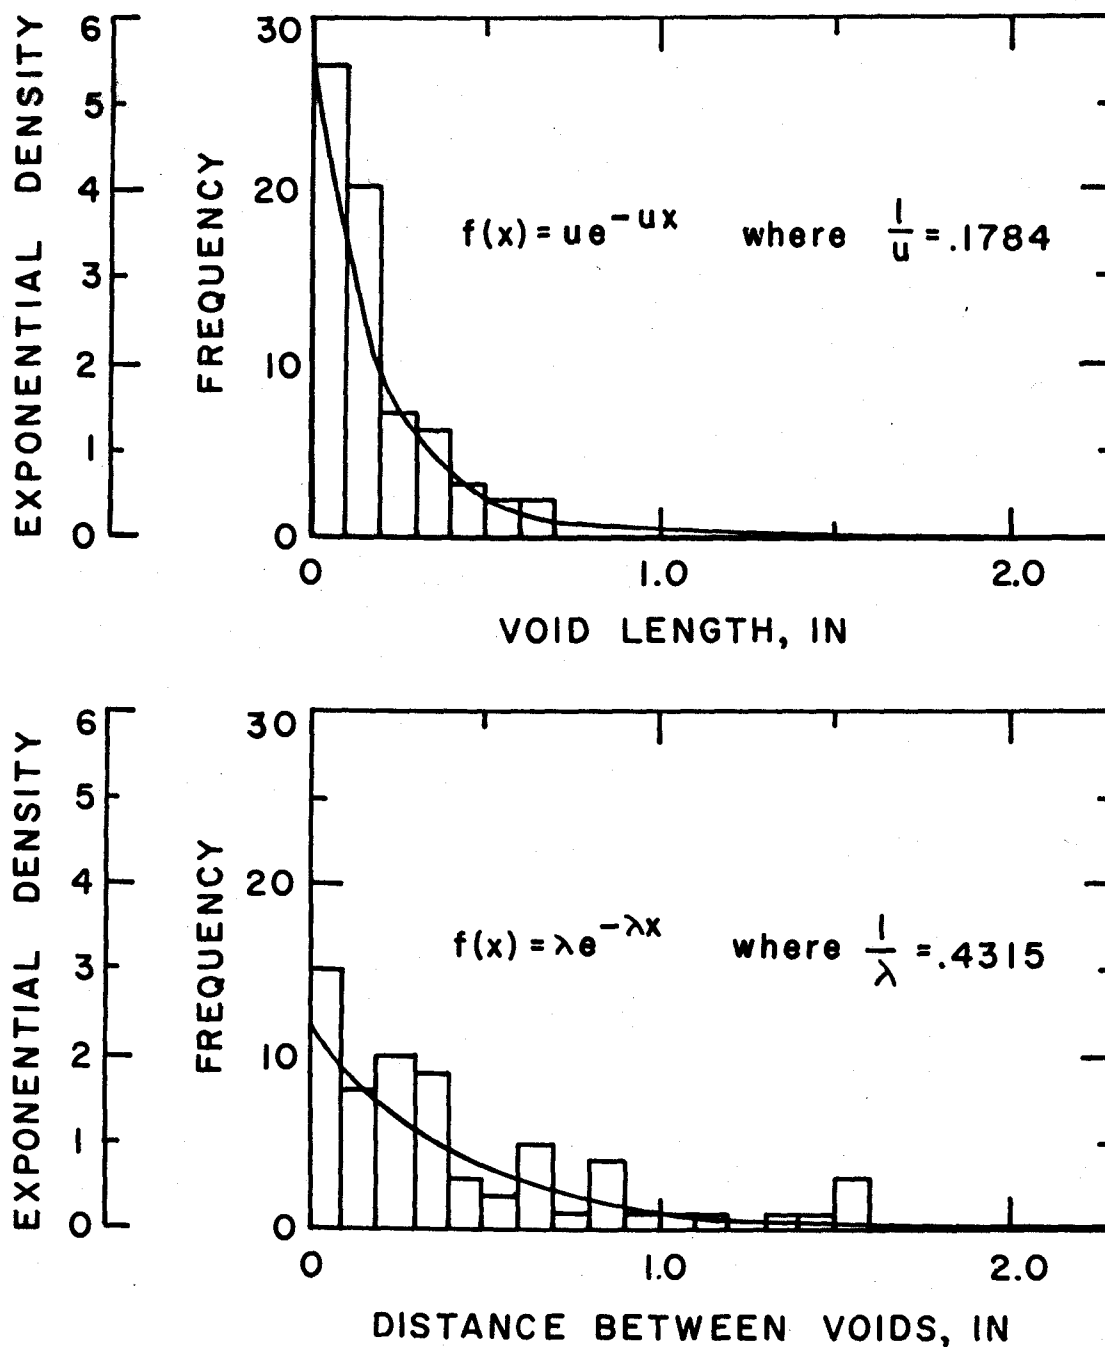 EXPONENTIAL DENSITY
6
5
4
3
2
1
0
FREQUENCY
30
20
10
0
f(x) = ue^-ux where 1/u = .1784
0 1.0 2.0
VOID LENGTH, IN
EXPONENTIAL DENSITY
6
5
4
3
2
1
0
FREQUENCY
30
20
10
0
f(x) = λe^-λx where 1/λ = .4315
0 1.0 2.0
DISTANCE BETWEEN VOIDS, IN